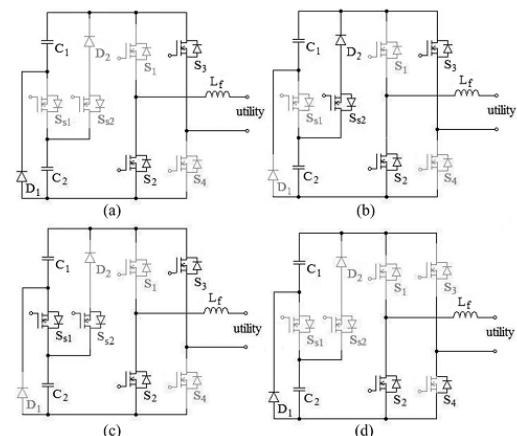 C1
D2
S1
S3
Lf
utility
Ss1
Ss2
C2
D1
S2
S4
(a)
C1
D2
S1
S3
Lf
utility
Ss1
Ss2
C2
D1
S2
S4
(b)
C1
D2
S1
S3
Lf
utility
Ss1
Ss2
C2
D1
S2
S4
(c)
C1
D2
S1
S3
Lf
utility
Ss1
Ss2
C2
D1
S2
S4
(d)